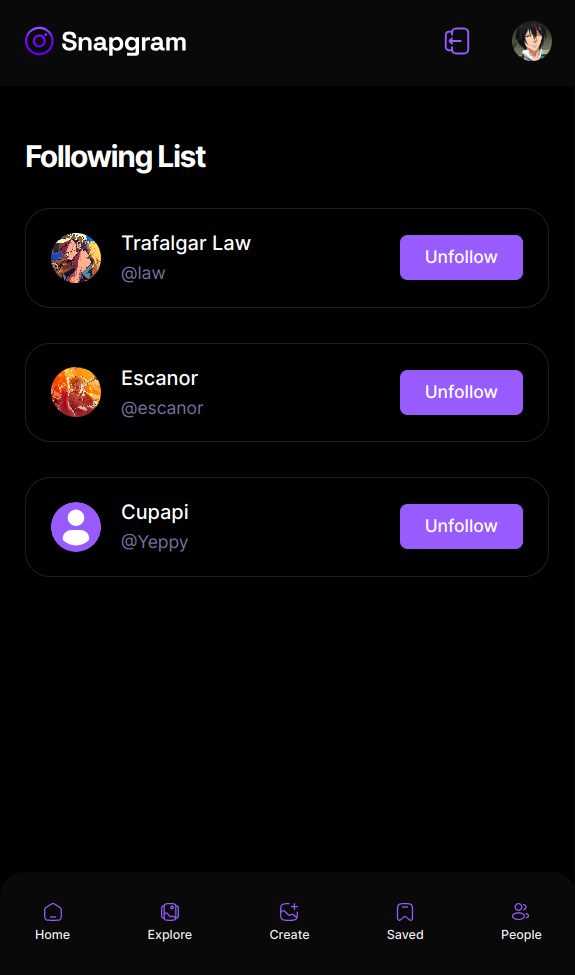 Snapgram
Following List
Trafalgar Law
@law
Unfollow
Escanor
@escanor
Unfollow
Cupapi
@Yeppy
Unfollow
Home Explore Create Saved People